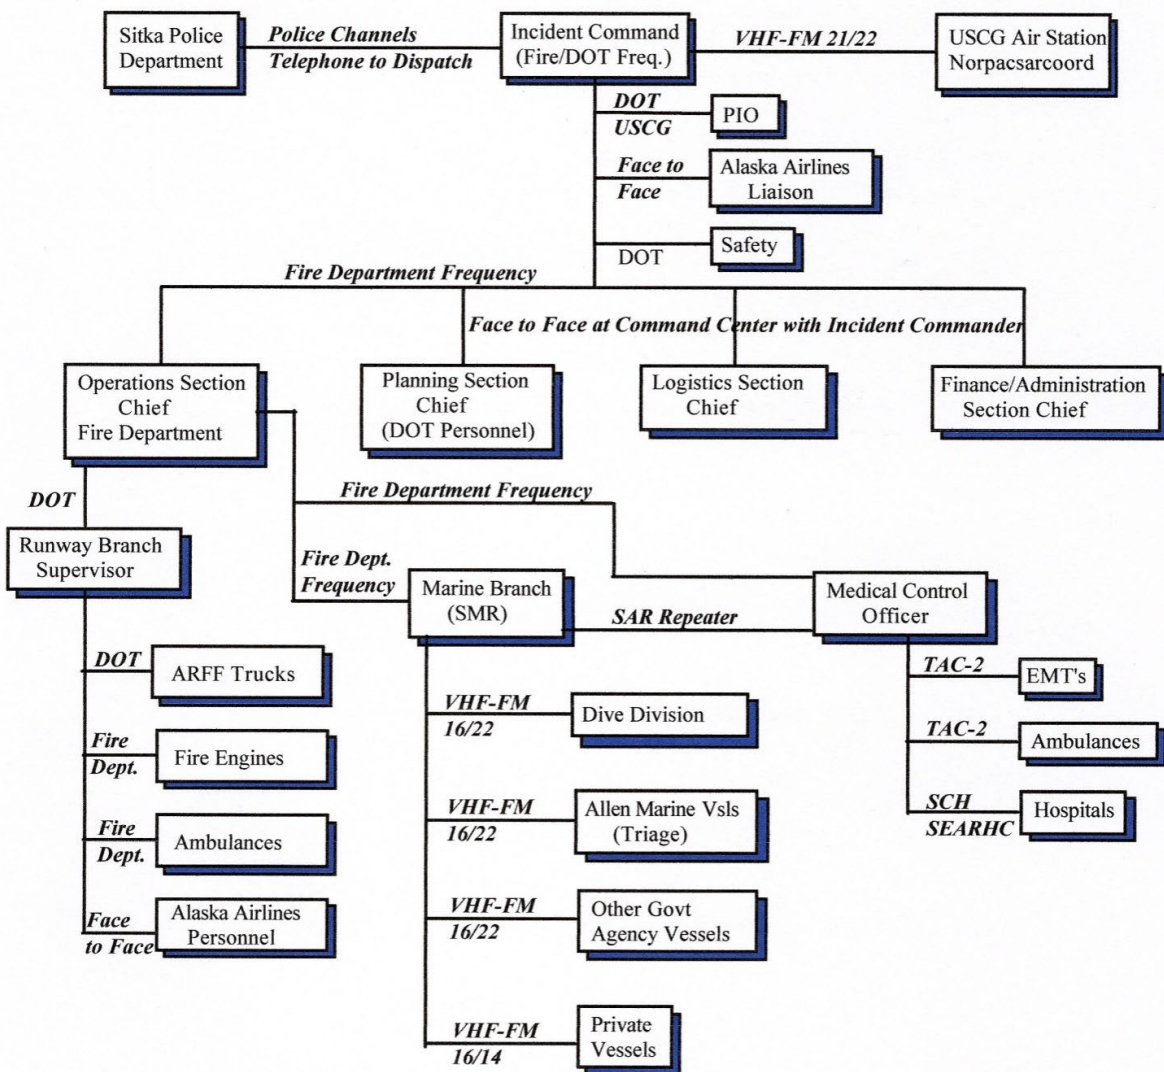 Sitka Police
Department
Police Channels
Telephone to Dispatch
Incident Command
(Fire/DOT Freq.)
VHF-FM 21/22
USCG Air Station
Norpacsarcoord
DOT
USCG
PIO
Face to
Face
Alaska Airlines
Liaison
DOT
Safety
Fire Department Frequency
Face to Face at Command Center with Incident Commander
Operations Section
Chief
Fire Department
Planning Section
Chief
(DOT Personnel)
Logistics Section
Chief
Finance/Administration
Section Chief
DOT
Fire Department Frequency
Runway Branch
Supervisor
Fire Dept.
Frequency
Marine Branch
(SMR)
SAR Repeater
Medical Control
Officer
DOT
ARFF Trucks
Fire
Dept.
Fire Engines
Fire
Dept.
Ambulances
Face
to Face
Alaska Airlines
Personnel
VHF-FM
16/22
Dive Division
VHF-FM
16/22
Allen Marine Vsls
(Triage)
VHF-FM
16/22
Other Govt
Agency Vessels
VHF-FM
16/14
Private
Vessels
TAC-2
EMT's
TAC-2
Ambulances
SCH
SEARHC
Hospitals